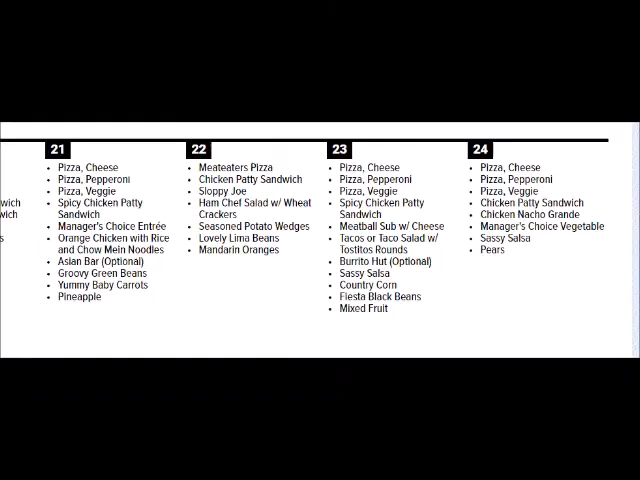 wich
wich
s
21
• Pizza, Cheese
• Pizza, Pepperoni
• Pizza, Veggie
• Spicy Chicken Patty
Sandwich
• Manager's Choice Entrée
• Orange Chicken with Rice
and Chow Mein Noodles
• Asian Bar (Optional)
• Groovy Green Beans
• Yummy Baby Carrots
• Pineapple
22
• Meateaters Pizza
• Chicken Patty Sandwich
• Sloppy Joe
• Ham Chef Salad w/ Wheat
Crackers
• Seasoned Potato Wedges
• Lovely Lima Beans
• Mandarin Oranges
23
• Pizza, Cheese
• Pizza, Pepperoni
• Pizza, Veggie
• Spicy Chicken Patty
Sandwich
• Meatball Sub w/ Cheese
• Tacos or Taco Salad w/
Tostitos Rounds
• Burrito Hut (Optional)
• Sassy Salsa
• Country Corn
• Fiesta Black Beans
• Mixed Fruit
24
• Pizza, Cheese
• Pizza, Pepperoni
• Pizza, Veggie
• Chicken Patty Sandwich
• Chicken Nacho Grande
• Manager's Choice Vegetable
• Sassy Salsa
• Pears